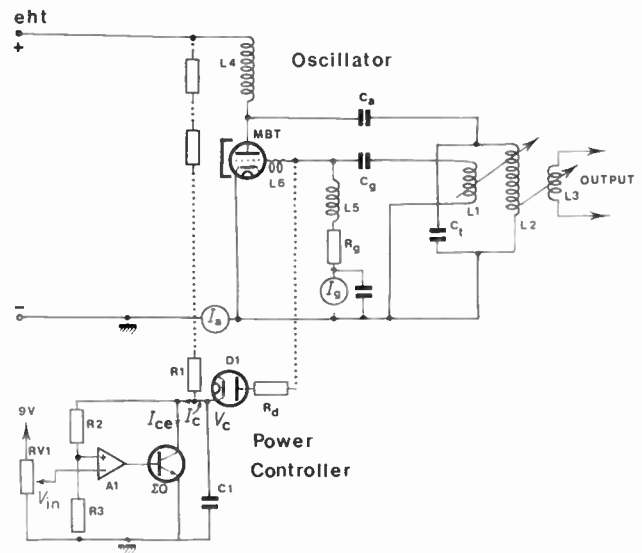 eht
+
L4
Oscillator
Ca
MBT
L6
Cg
L5
L1
L2
L3
OUTPUT
Ct
Rg
Ig
−
Ia
R1
D1
Rd
Ic
Vc
Ice
9V
R2
RV1
Vin
+
−
A1
ΣQ
C1
R3
Power
Controller